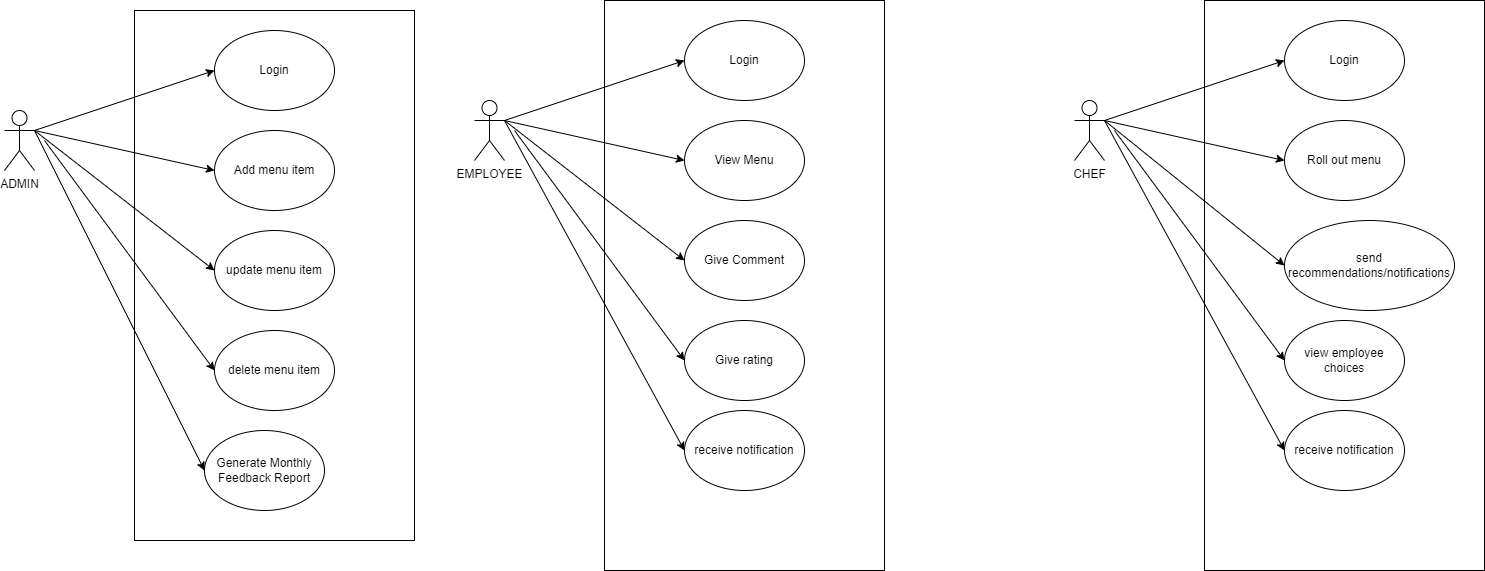 Login
Add menu item
ADMIN
update menu item
delete menu item
Generate Monthly
Feedback Report
Login
View Menu
EMPLOYEE
Give Comment
Give rating
receive notification
Login
Roll out menu
CHEF
send
recommendations/notifications
view employee
choices
receive notification